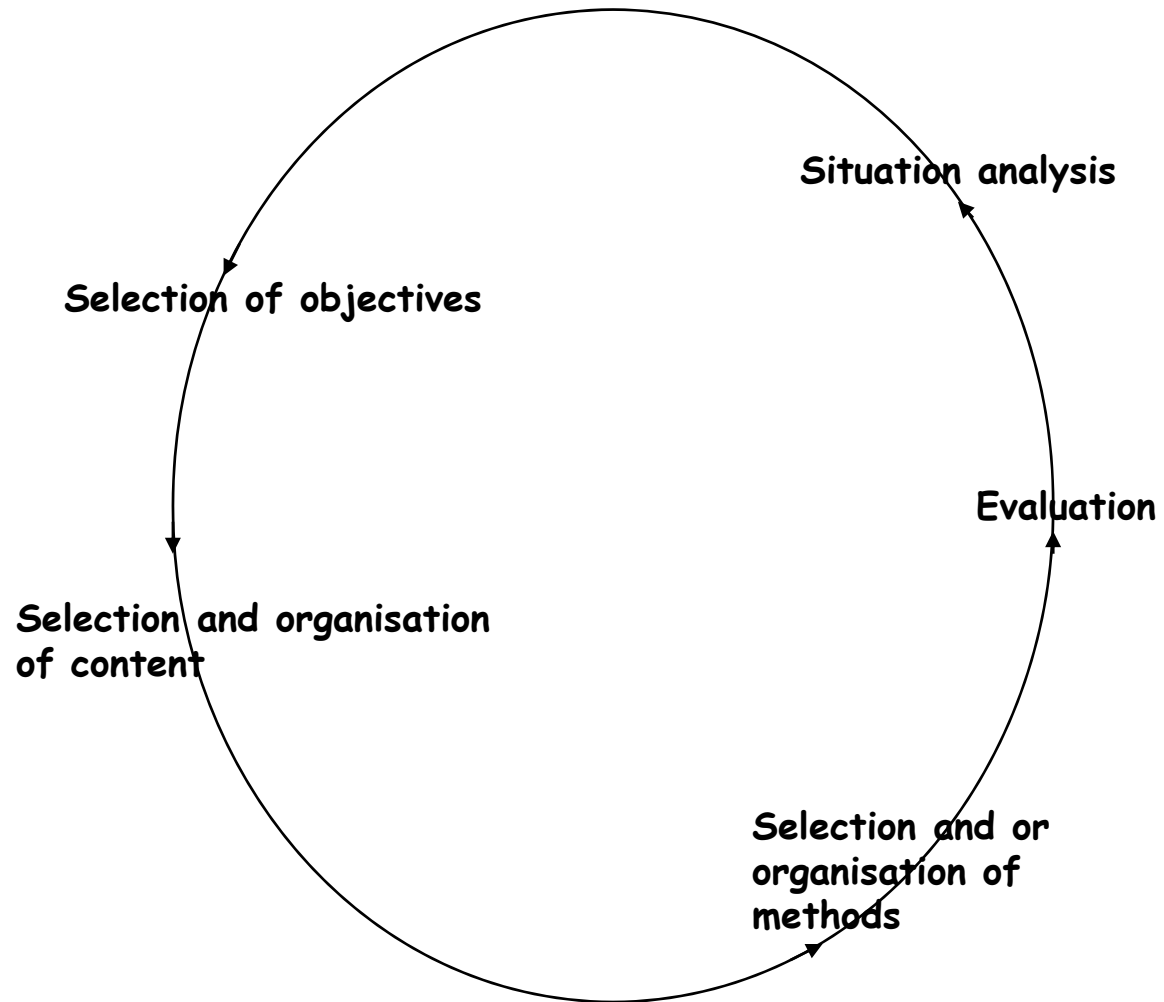 Situation analysis
Selection of objectives
Evaluation
Selection and organisation
of content
Selection and or
organisation of
methods